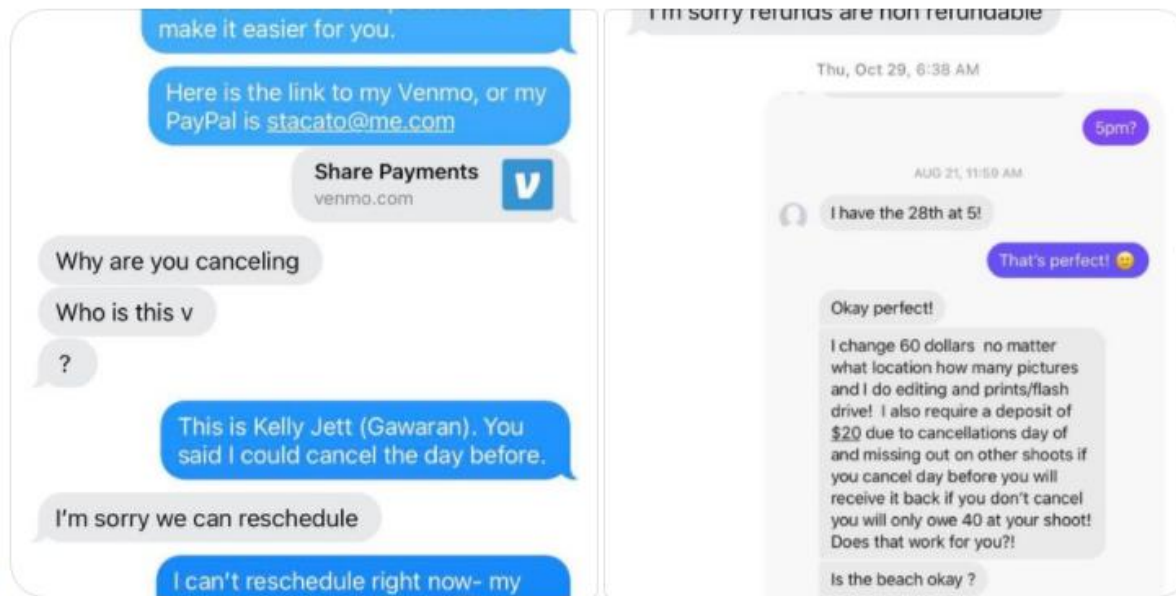 make it easier for you.
Here is the link to my Venmo, or my
PayPal is stacato@me.com
Share Payments
venmo.com
V
Why are you canceling
Who is this v
?
This is Kelly Jett (Gawaran). You
said I could cancel the day before.
I'm sorry we can reschedule
I can't reschedule right now- my
I'm sorry refunds are non refundable
Thu, Oct 29, 6:38 AM
5pm?
AUG 21, 11:59 AM
I have the 28th at 5!
That's perfect! 🙂
Okay perfect!
I change 60 dollars no matter
what location how many pictures
and I do editing and prints/flash
drive! I also require a deposit of
$20 due to cancellations day of
and missing out on other shoots if
you cancel day before you will
receive it back if you don't cancel
you will only owe 40 at your shoot!
Does that work for you?!
Is the beach okay ?